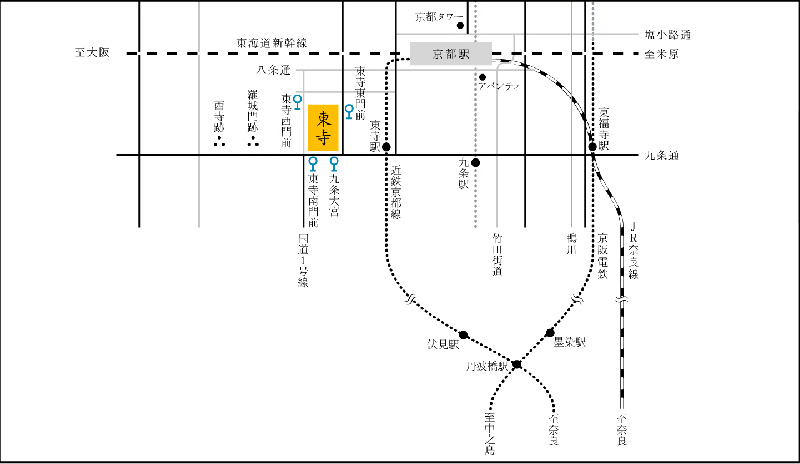 京都タワー
塩小路通
東海道新幹線
至大阪
京都駅
至米原
八条通
アバンティ
東寺東門前
東寺西門前
羅城門跡
西寺跡
東寺
東寺駅
東福寺駅
九条通
九条駅
近鉄京都線
東寺南門前
九条大宮
国道1号線
竹田街道
鴨川
京阪電鉄
JR奈良線
伏見駅
墨染駅
丹波橋駅
至中之島
至奈良
至奈良